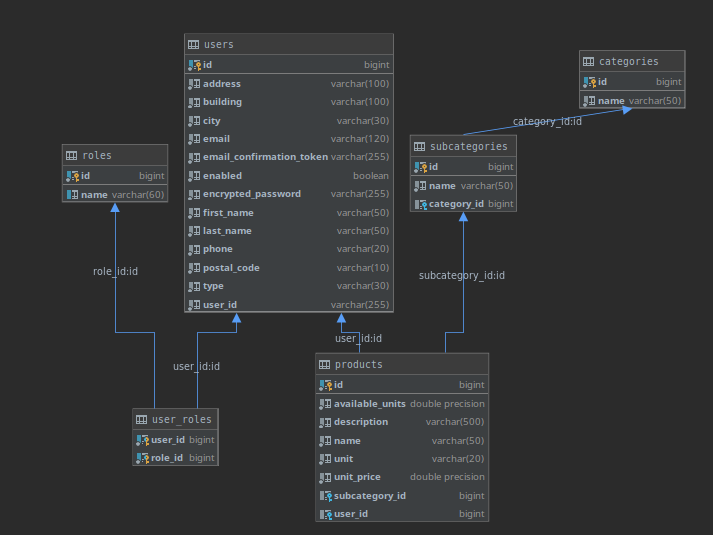 users
id bigint
address varchar(100)
building varchar(100)
city varchar(30)
email varchar(120)
email_confirmation_token varchar(255)
enabled boolean
encrypted_password varchar(255)
first_name varchar(50)
last_name varchar(50)
phone varchar(20)
postal_code varchar(10)
type varchar(30)
user_id varchar(255)
categories
id bigint
name varchar(50)
category_id:id
subcategories
id bigint
name varchar(50)
category_id bigint
roles
id bigint
name varchar(60)
role_id:id
subcategory_id:id
user_id:id
user_id:id
products
id bigint
available_units double precision
description varchar(500)
name varchar(50)
unit varchar(20)
unit_price double precision
subcategory_id bigint
user_id bigint
user_roles
user_id bigint
role_id bigint